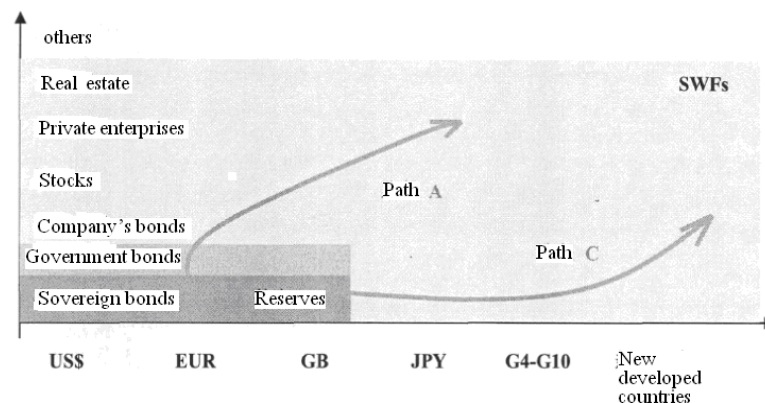 others
Real estate
SWFs
Private enterprises
Stocks
Path A
Company's bonds
Path C
Government bonds
Sovereign bonds
Reserves
US$
EUR
GB
JPY
G4-G10
New
developed
countries